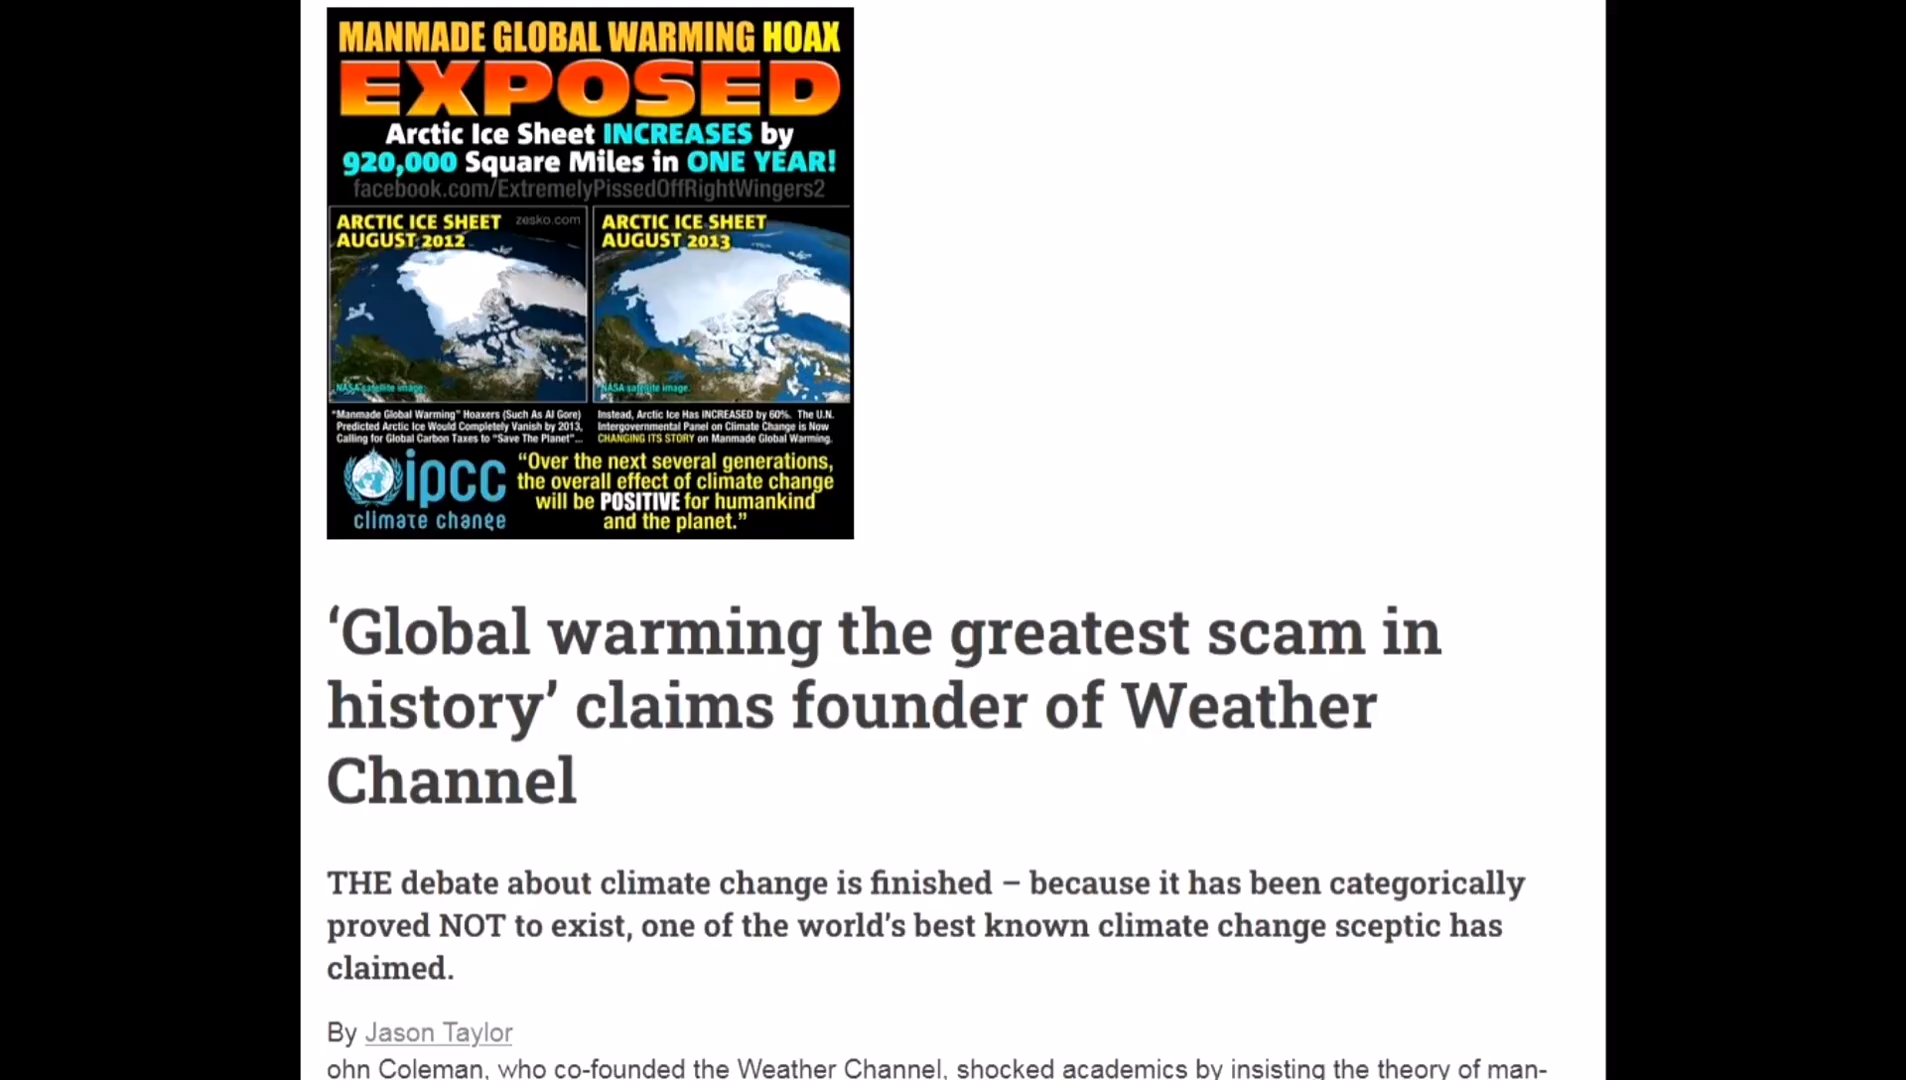 MANMADE GLOBAL WARMING HOAX
EXPOSED
Arctic Ice Sheet INCREASES by
920,000 Square Miles in ONE YEAR!
facebook.com/ExtremelyPissedOffRightWingers2
ARCTIC ICE SHEET
AUGUST 2012
zesko.com
NASA satellite image.
ARCTIC ICE SHEET
AUGUST 2013
NASA satellite image.
"Manmade Global Warming" Hoaxers (Such As Al Gore)
Predicted Arctic Ice Would Completely Vanish by 2013,
Calling for Global Carbon Taxes to "Save The Planet"...
Instead, Arctic Ice Has INCREASED by 60%. The U.N.
Intergovernmental Panel on Climate Change is Now
CHANGING ITS STORY on Manmade Global Warming.
ipcc
climate change
"Over the next several generations,
the overall effect of climate change
will be POSITIVE for humankind
and the planet."
‘Global warming the greatest scam in
history’ claims founder of Weather
Channel
THE debate about climate change is finished – because it has been categorically
proved NOT to exist, one of the world's best known climate change sceptic has
claimed.
By Jason Taylor
ohn Coleman, who co-founded the Weather Channel, shocked academics by insisting the theory of man-